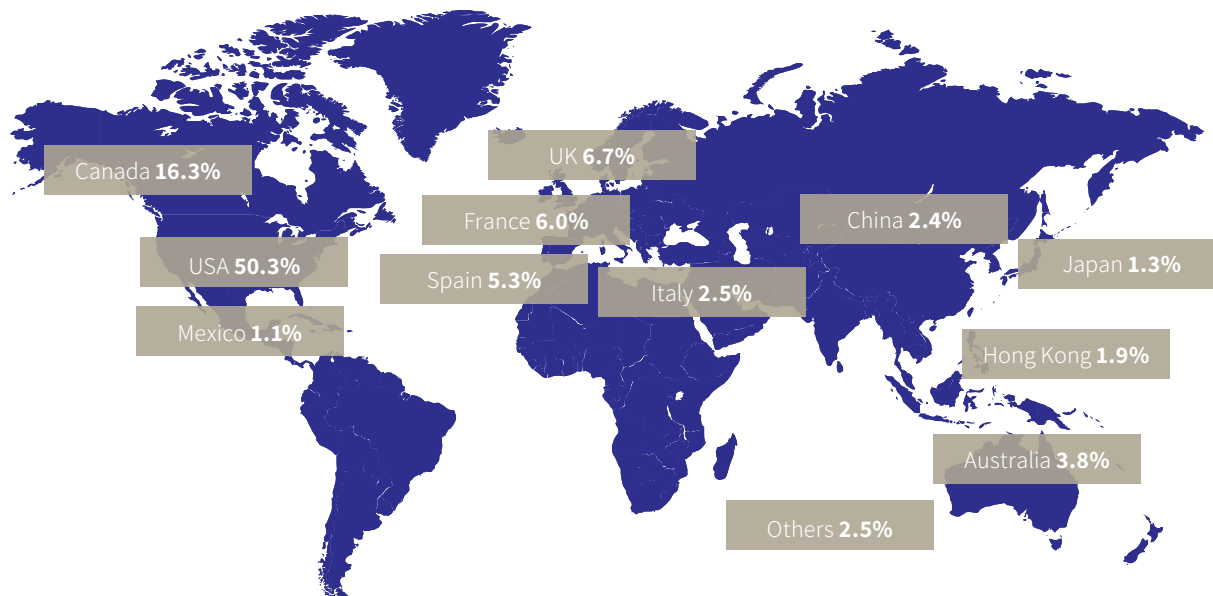 UK 6.7%
Canada 16.3%
France 6.0%
China 2.4%
USA 50.3%
Japan 1.3%
Spain 5.3%
Italy 2.5%
Mexico 1.1%
Hong Kong 1.9%
Australia 3.8%
Others 2.5%